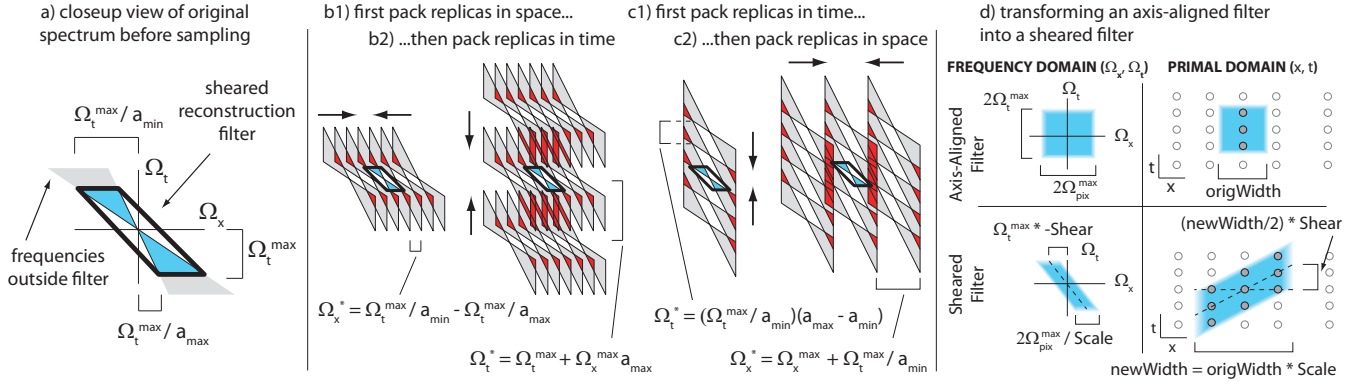 a) closeup view of original
spectrum before sampling
Ω_t^max / a_min
sheared
reconstruction
filter
Ω_t
Ω_x
Ω_t^max
frequencies
outside filter
Ω_t^max / a_max
b1) first pack replicas in space...
b2) ...then pack replicas in time
Ω_x^* = Ω_t^max / a_min - Ω_t^max / a_max
Ω_t^* = Ω_t^max + Ω_x^max a_max
c1) first pack replicas in time...
c2) ...then pack replicas in space
Ω_t^* = (Ω_t^max / a_min)(a_max - a_min)
Ω_x^* = Ω_x^max + Ω_t^max / a_min
d) transforming an axis-aligned filter
into a sheared filter
FREQUENCY DOMAIN (Ω_x, Ω_t)
PRIMAL DOMAIN (x, t)
Axis-Aligned
Filter
2Ω_t^max
Ω_t
Ω_x
2Ω_pix^max
t
x
origWidth
Sheared
Filter
Ω_t^max * -Shear
Ω_t
Ω_x
2Ω_pix^max / Scale
(newWidth/2) * Shear
t
x
newWidth = origWidth * Scale